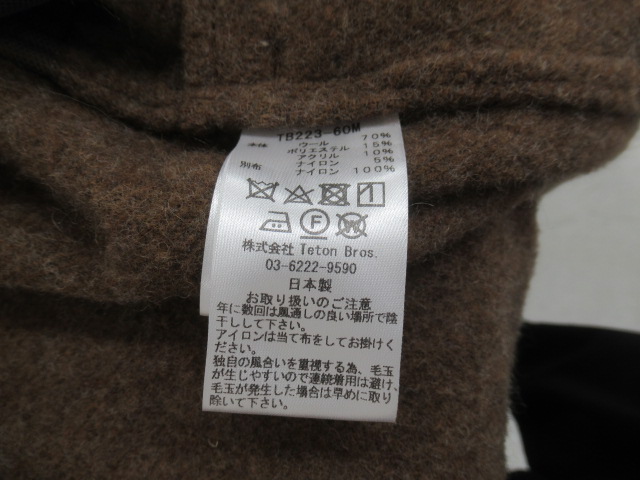 TB223-60M
本体 ウール 70%
ポリエステル 15%
アクリル 10%
ナイロン 5%
別布 ナイロン 100%
F W
株式会社 Teton Bros.
03-6222-9590
日本製
お取り扱いのご注意
年に数回は風通しの良い場所で陰
干しして下さい。
アイロンは当て布をしてお掛けく
ださい。
独自の風合いを重視する為、毛玉
が生じやすいので連続着用は避け、
毛玉が発生した場合は早めに取り
除いて下さい。